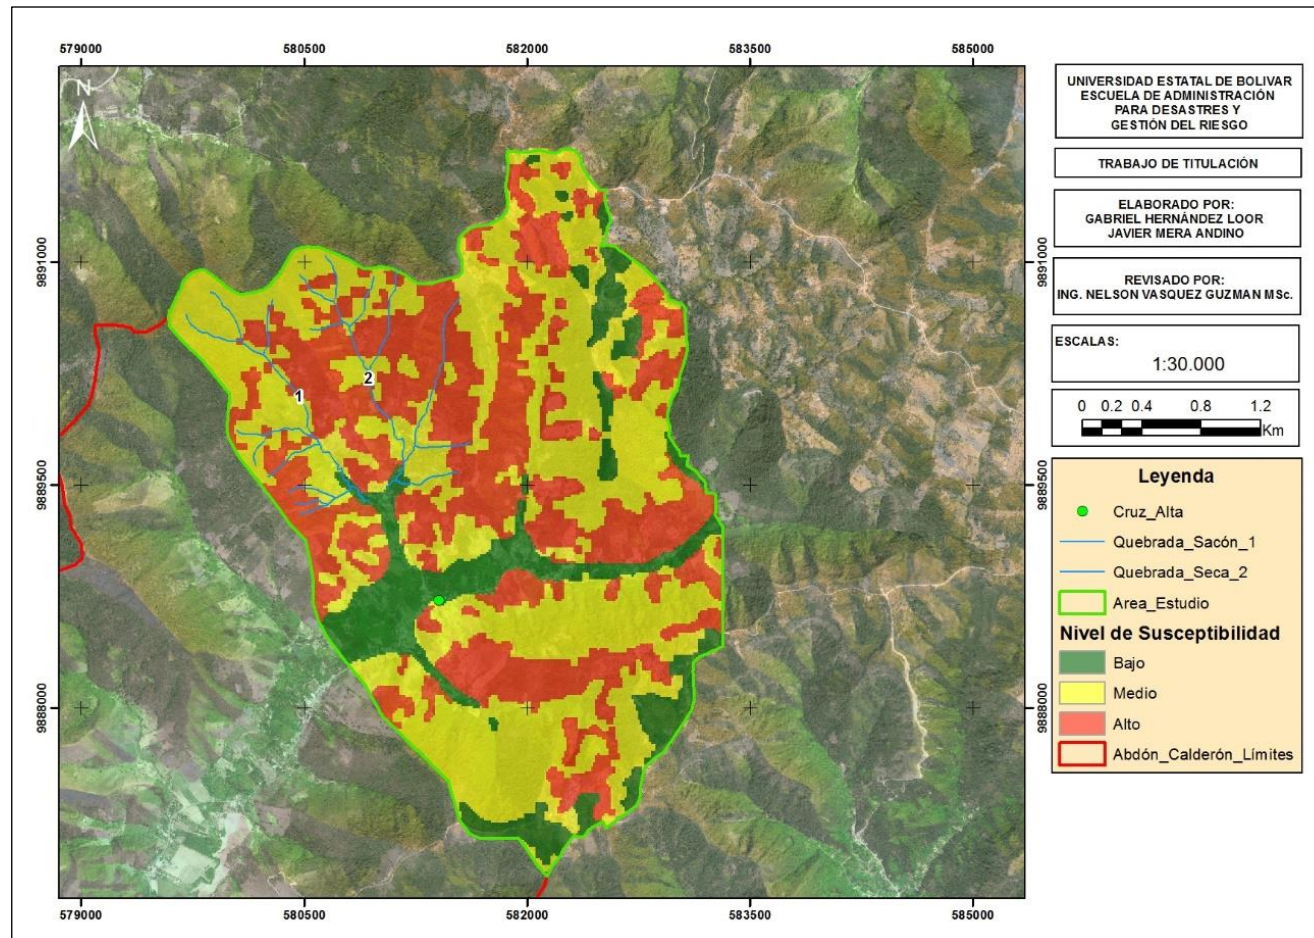 579000
580500
582000
583500
585000
N
9891000
9889500
9888000
1
2
9891000
9889500
9888000
579000
580500
582000
583500
585000
UNIVERSIDAD ESTATAL DE BOLIVAR
ESCUELA DE ADMINISTRACIÓN
PARA DESASTRES Y
GESTIÓN DEL RIESGO
TRABAJO DE TITULACIÓN
ELABORADO POR:
GABRIEL HERNÁNDEZ LOOR
JAVIER MERA ANDINO
REVISADO POR:
ING. NELSON VASQUEZ GUZMAN MSc.
ESCALAS:
1:30.000
0 0.2 0.4 0.8 1.2
Km
Leyenda
Cruz_Alta
Quebrada_Sacón_1
Quebrada_Seca_2
Area_Estudio
Nivel de Susceptibilidad
Bajo
Medio
Alto
Abdón_Calderón_Límites